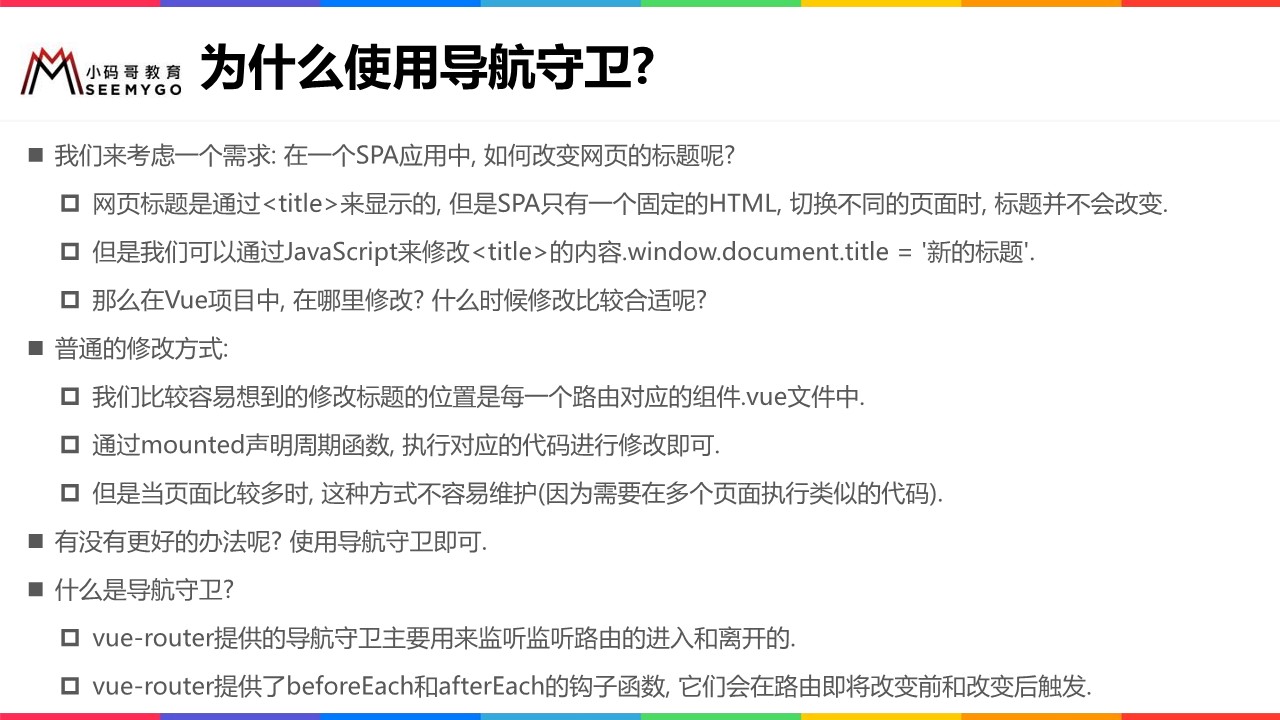 小码哥教育
SEEMYGO
为什么使用导航守卫?
我们来考虑一个需求: 在一个SPA应用中, 如何改变网页的标题呢?
网页标题是通过<title>来显示的, 但是SPA只有一个固定的HTML, 切换不同的页面时, 标题并不会改变.
但是我们可以通过JavaScript来修改<title>的内容.window.document.title = '新的标题'.
那么在Vue项目中, 在哪里修改? 什么时候修改比较合适呢?
普通的修改方式:
我们比较容易想到的修改标题的位置是每一个路由对应的组件.vue文件中.
通过mounted声明周期函数, 执行对应的代码进行修改即可.
但是当页面比较多时, 这种方式不容易维护(因为需要在多个页面执行类似的代码).
有没有更好的办法呢? 使用导航守卫即可.
什么是导航守卫?
vue-router提供的导航守卫主要用来监听监听路由的进入和离开的.
vue-router提供了beforeEach和afterEach的钩子函数, 它们会在路由即将改变前和改变后触发.